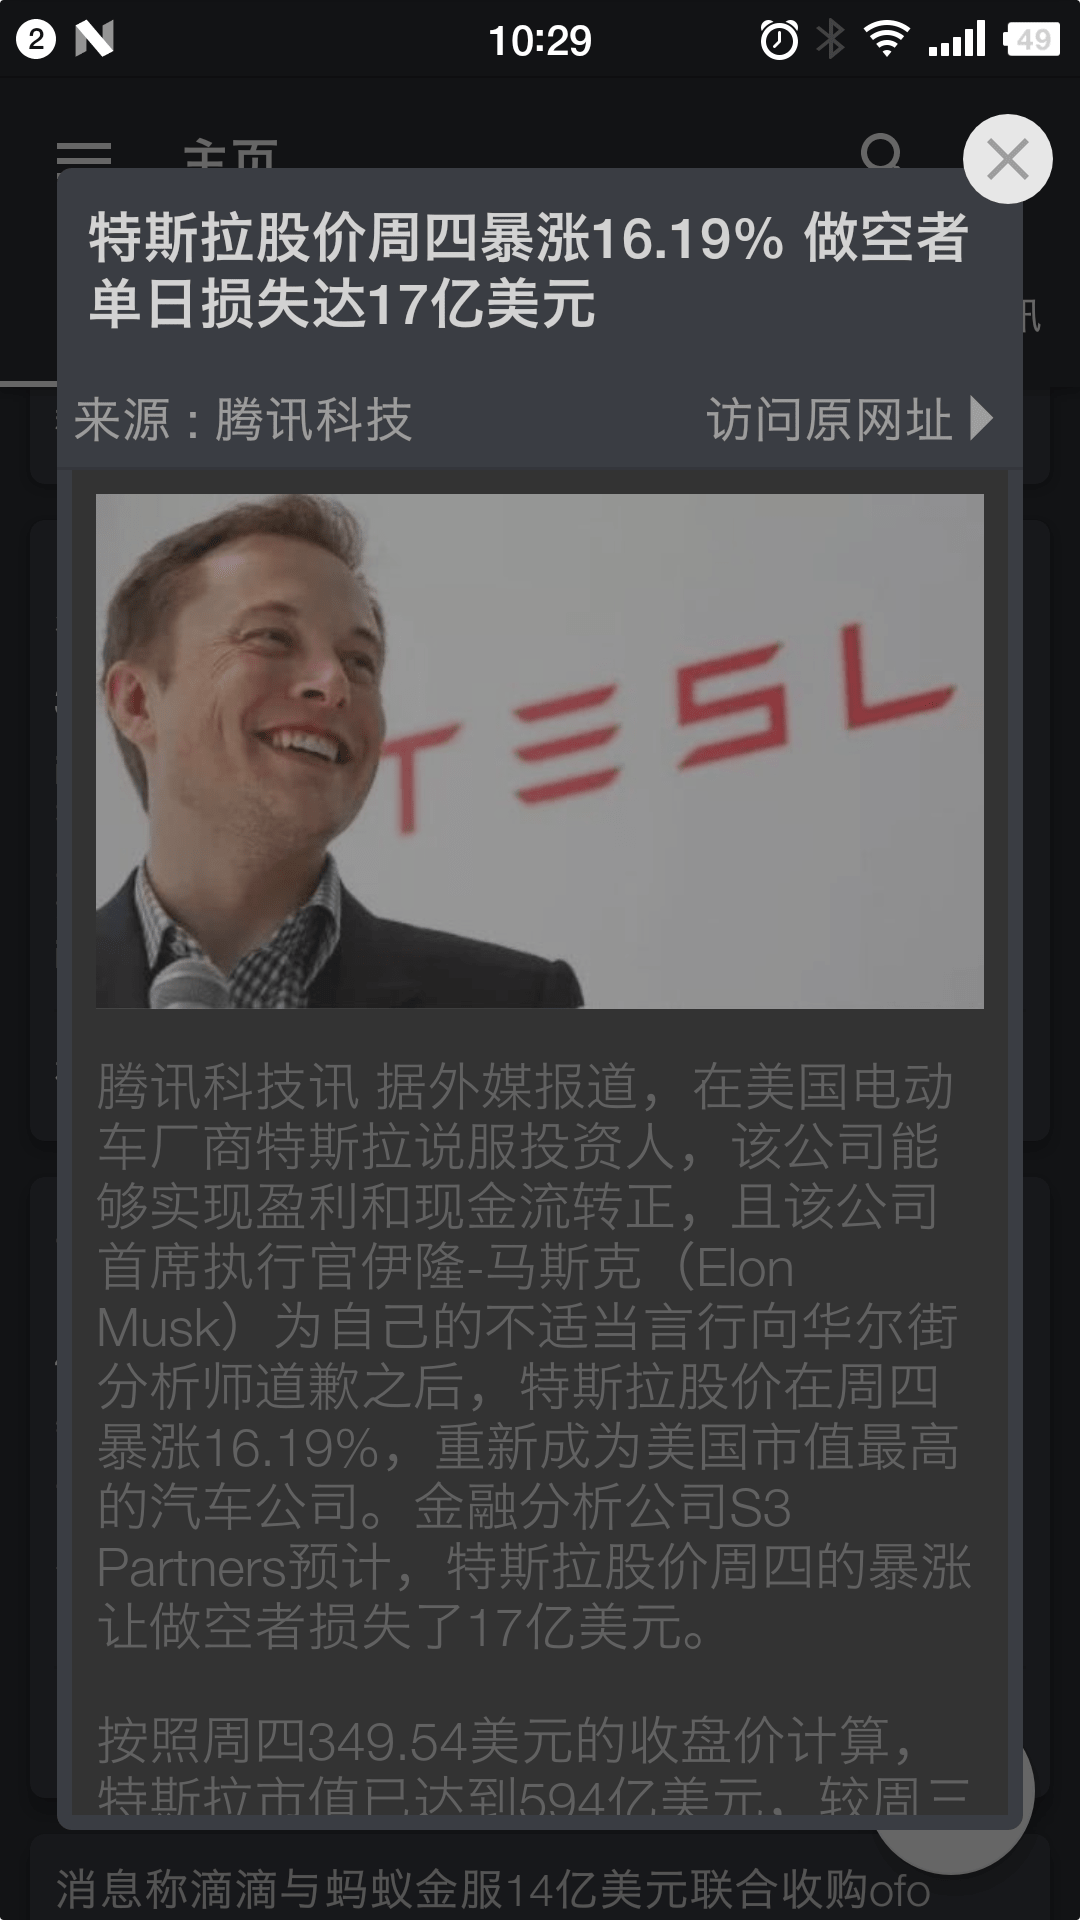 2
10:29
49
主页
特斯拉股价周四暴涨16.19% 做空者
单日损失达17亿美元
讯
来源：腾讯科技
访问原网址
TESL
腾讯科技讯 据外媒报道，在美国电动
车厂商特斯拉说服投资人，该公司能
够实现盈利和现金流转正，且该公司
首席执行官伊隆-马斯克（Elon
Musk）为自己的不适当言行向华尔街
分析师道歉之后，特斯拉股价在周四
暴涨16.19%，重新成为美国市值最高
的汽车公司。金融分析公司S3
Partners预计，特斯拉股价周四的暴涨
让做空者损失了17亿美元。
按照周四349.54美元的收盘价计算，
特斯拉市值已达到594亿美元，较周三
消息称滴滴与蚂蚁金服14亿美元联合收购ofo